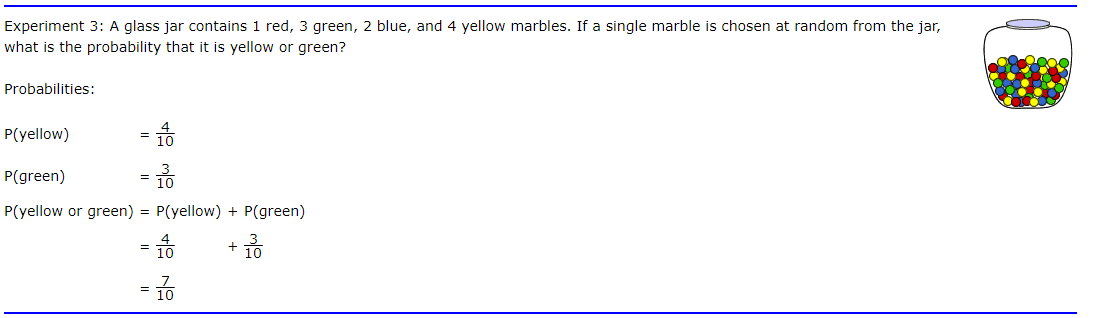 Experiment 3: A glass jar contains 1 red, 3 green, 2 blue, and 4 yellow marbles. If a single marble is chosen at random from the jar,
what is the probability that it is yellow or green?
Probabilities:
P(yellow) = 4/10
P(green) = 3/10
P(yellow or green) = P(yellow) + P(green)
= 4/10 + 3/10
= 7/10